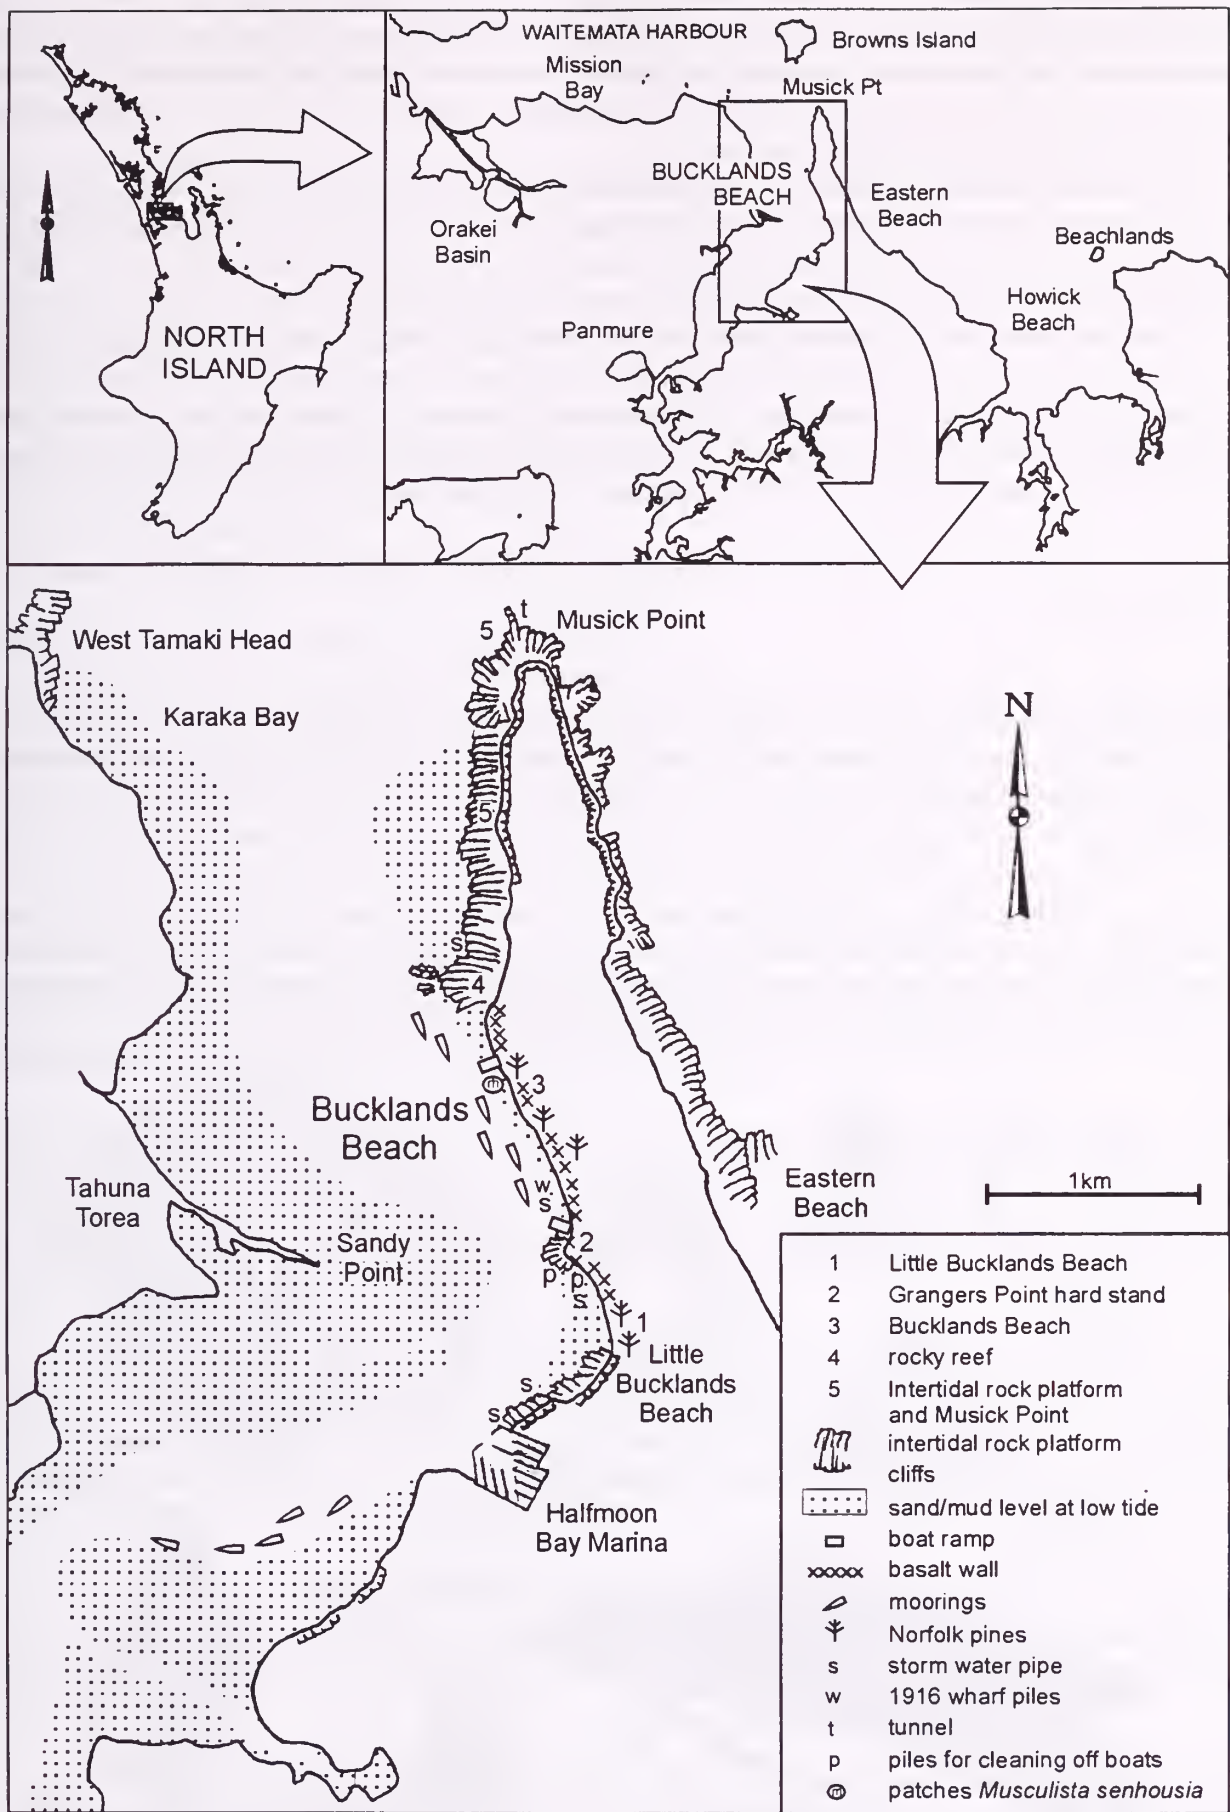 NORTH
ISLAND
WAITEMATA HARBOUR
Browns Island
Mission
Bay
Musick Pt
BUCKLANDS
BEACH
Eastern
Beach
Orakei
Basin
Beachlands
Howick
Beach
Panmure
t
Musick Point
5
West Tamaki Head
Karaka Bay
N
5
s
4
3
m
Bucklands
Beach
Tahuna
Torea
w
s
Eastern
Beach
1km
2
Sandy
Point
p
p
s
1
Little
Bucklands
Beach
s
s
Halfmoon
Bay Marina
1 Little Bucklands Beach
2 Grangers Point hard stand
3 Bucklands Beach
4 rocky reef
5 Intertidal rock platform
and Musick Point
intertidal rock platform
cliffs
sand/mud level at low tide
boat ramp
xxxxx basalt wall
moorings
Norfolk pines
s storm water pipe
w 1916 wharf piles
t tunnel
p piles for cleaning off boats
m patches Musculista senhousia